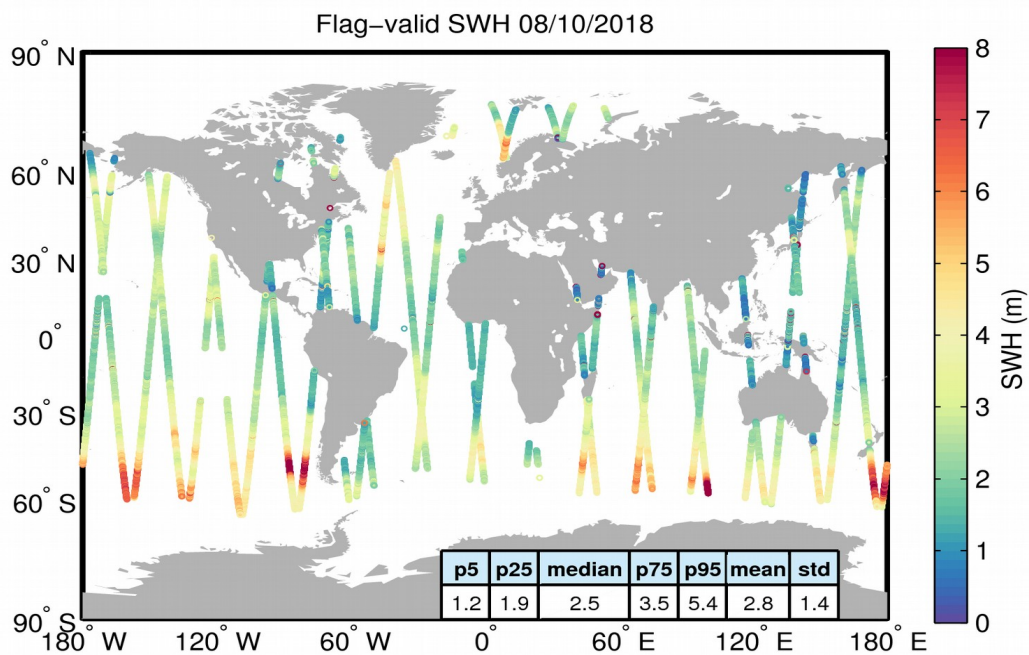 Flag−valid SWH 08/10/2018
90° N
60° N
30° N
0°
30° S
60° S
90° S
180° W
120° W
60° W
0°
60° E
120° E
180° E
8
7
6
5
4
3
2
1
0
SWH (m)
p5 p25 median p75 p95 mean std
1.2 1.9 2.5 3.5 5.4 2.8 1.4